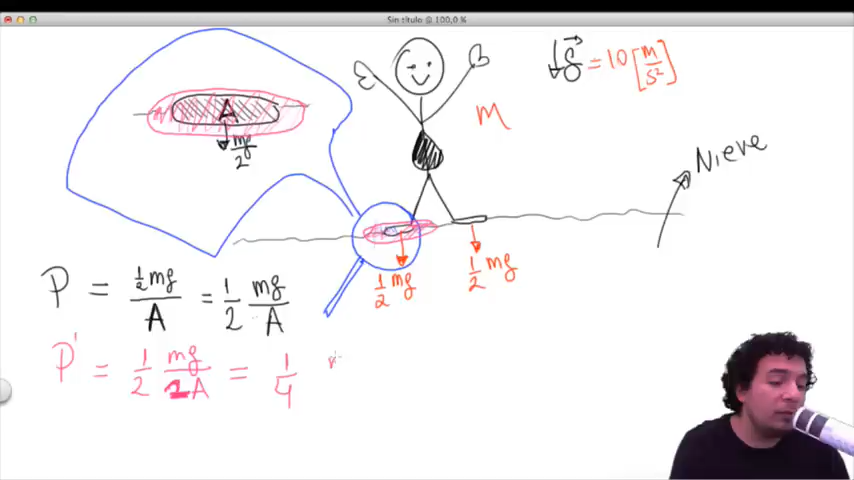 Sin título @ 100,0 %
↓g⃗ = 10 [m/s²]
A
mg/2
m
Nieve
1/2 mg
1/2 mg
P = 1/2 mg / A = 1/2 mg/A
P' = 1/2 mg/2A = 1/4